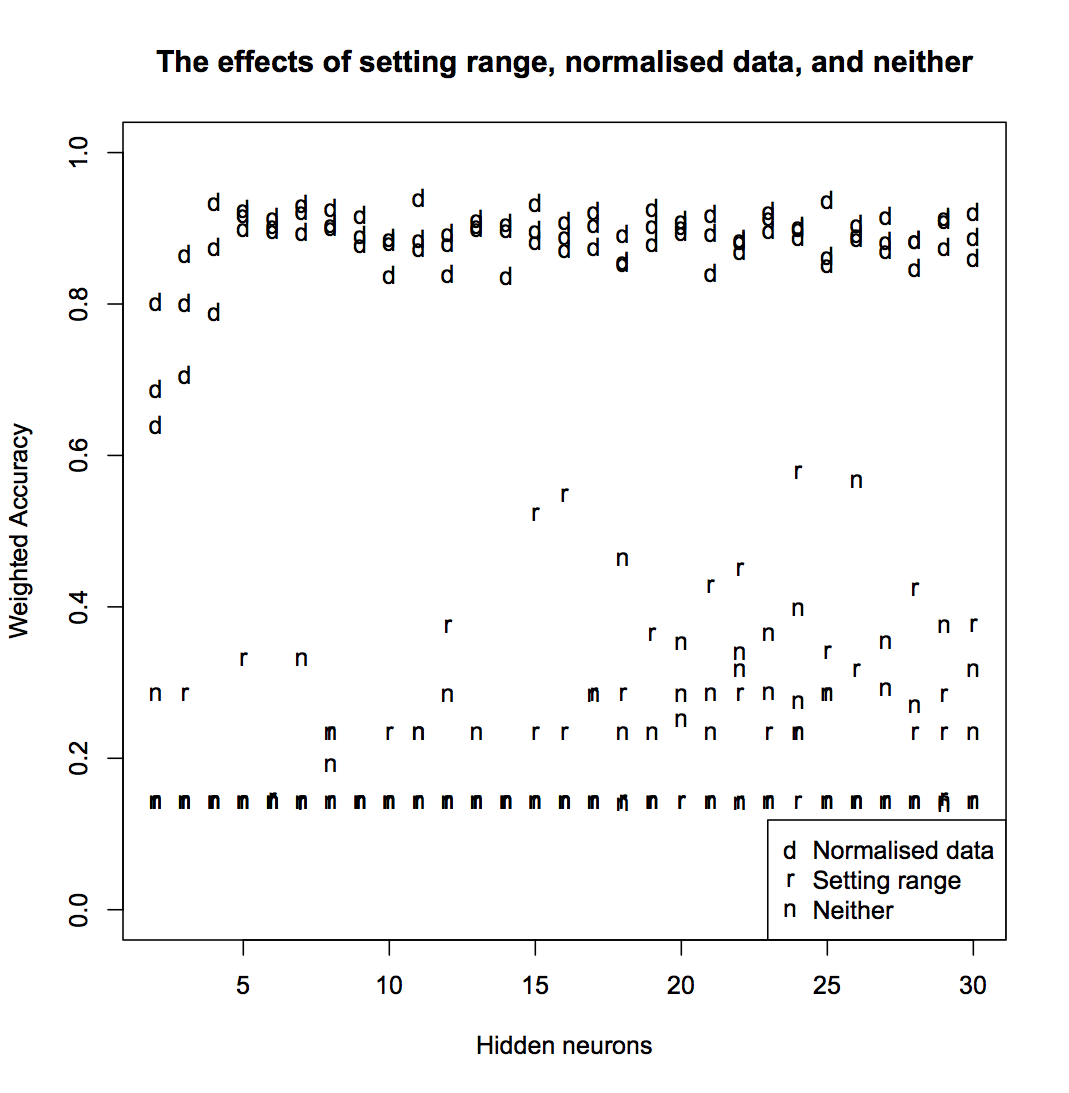 The effects of setting range, normalised data, and neither
Weighted Accuracy
1.0
0.8
0.6
0.4
0.2
0.0
d Normalised data
r Setting range
n Neither
5 10 15 20 25 30
Hidden neurons